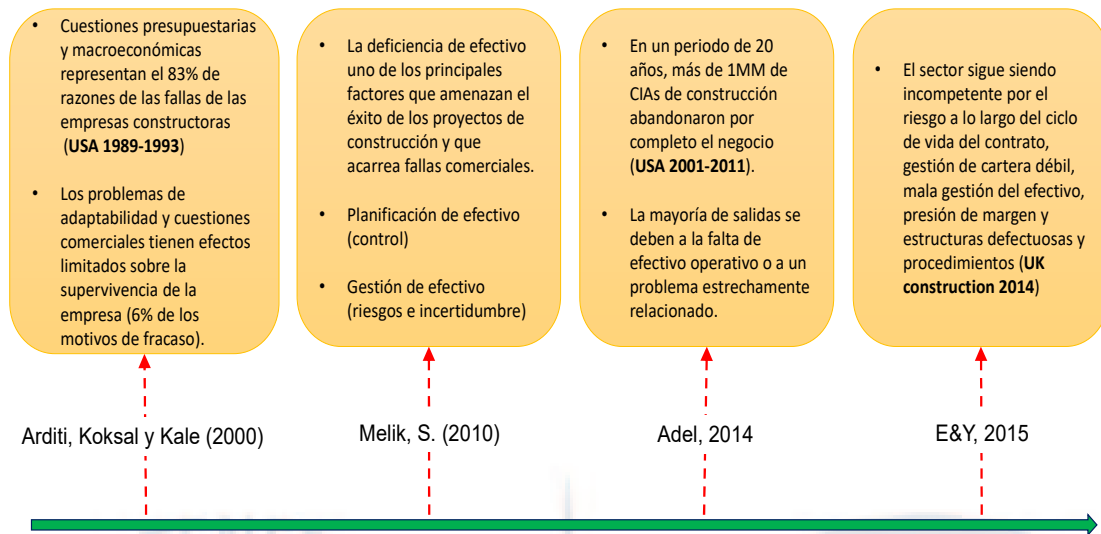 • Cuestiones presupuestarias
y macroeconómicas
representan el 83% de
razones de las fallas de las
empresas constructoras
(USA 1989-1993)
• Los problemas de
adaptabilidad y cuestiones
comerciales tienen efectos
limitados sobre la
supervivencia de la
empresa (6% de los
motivos de fracaso).
• La deficiencia de efectivo
uno de los principales
factores que amenazan el
éxito de los proyectos de
construcción y que
acarrea fallas comerciales.
• Planificación de efectivo
(control)
• Gestión de efectivo
(riesgos e incertidumbre)
• En un periodo de 20
años, más de 1MM de
CIAs de construcción
abandonaron por
completo el negocio
(USA 2001-2011).
• La mayoría de salidas se
deben a la falta de
efectivo operativo o a un
problema estrechamente
relacionado.
• El sector sigue siendo
incompetente por el
riesgo a lo largo del ciclo
de vida del contrato,
gestión de cartera débil,
mala gestión del efectivo,
presión de margen y
estructuras defectuosas y
procedimientos (UK
construction 2014)
Arditi, Koksal y Kale (2000)
Melik, S. (2010)
Adel, 2014
E&Y, 2015